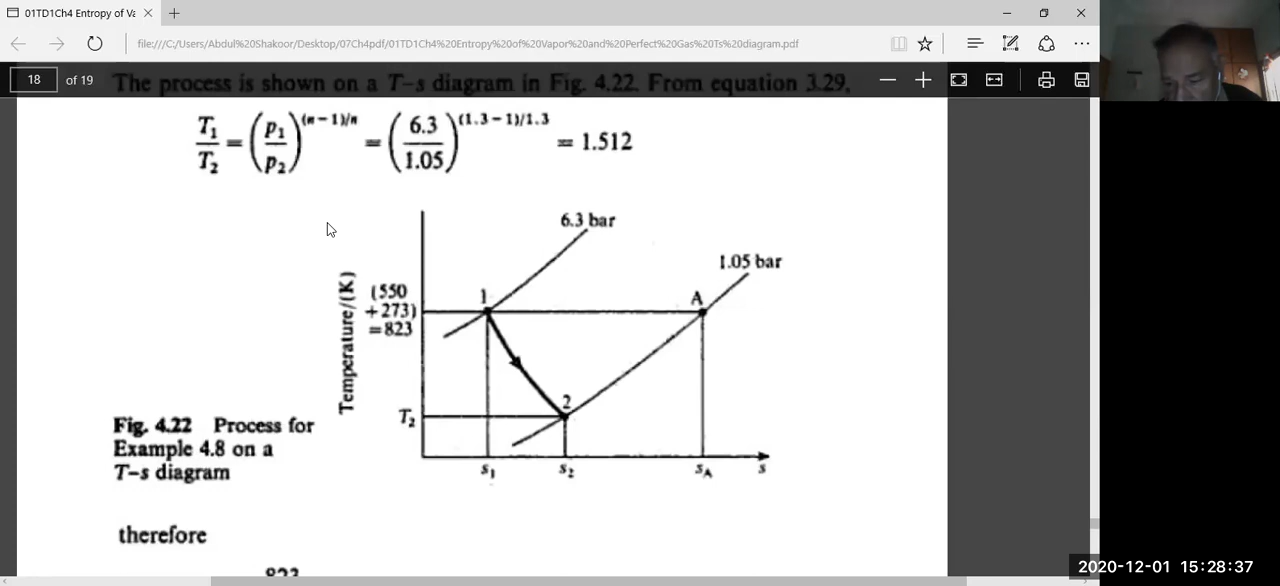 01TD1Ch4 Entropy of Va
file:///C:/Users/Abdul%20Shakoor/Desktop/07Ch4pdf/01TD1Ch4%20Entropy%20of%20Vapor%20and%20Perfect%20Gas%20Ts%20diagram.pdf
18 of 19
The process is shown on a T–s diagram in Fig. 4.22. From equation 3.29,
T₁/T₂ = (p₁/p₂)^(n−1)/n = (6.3/1.05)^(1.3−1)/1.3 = 1.512
6.3 bar
1.05 bar
1
A
Temperature/(K)
(550
+273)
=823
2
T₂
s₁ s₂ s_A s
Fig. 4.22 Process for
Example 4.8 on a
T–s diagram
therefore
823
2020-12-01 15:28:37